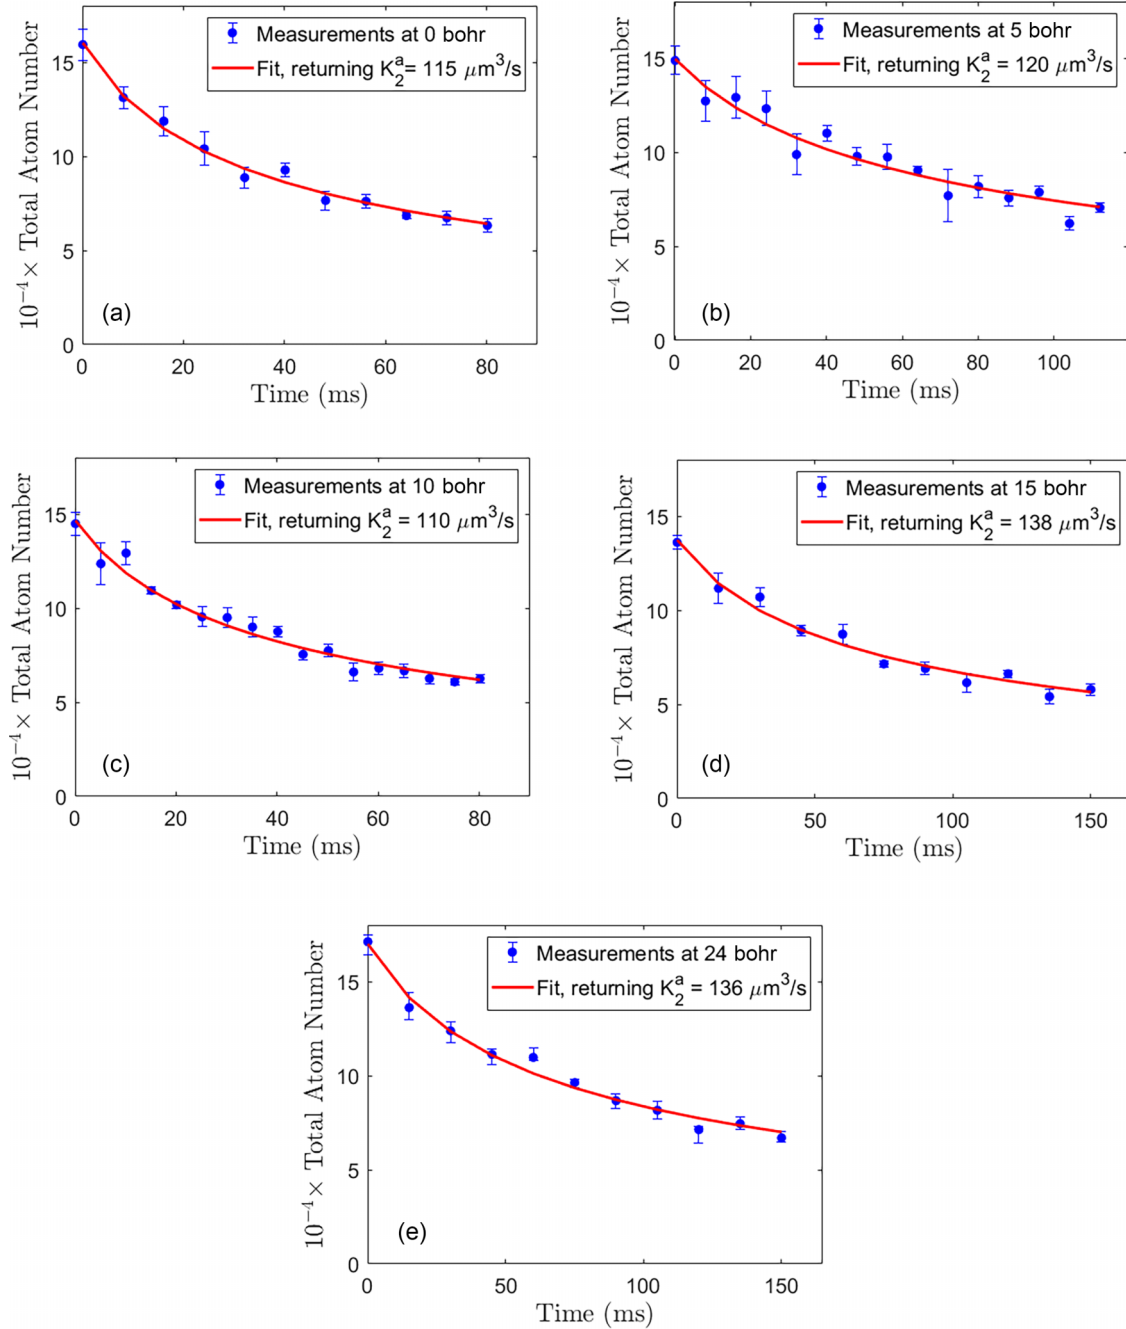 Measurements at 0 bohr
Fit, returning K₂ᵃ= 115 μm³/s
15
10
5
0
10⁻⁴× Total Atom Number
(a)
0 20 40 60 80
Time (ms)
Measurements at 5 bohr
Fit, returning K₂ᵃ = 120 μm³/s
15
10
5
0
10⁻⁴× Total Atom Number
(b)
0 20 40 60 80 100
Time (ms)
Measurements at 10 bohr
Fit, returning K₂ᵃ = 110 μm³/s
15
10
5
0
10⁻⁴× Total Atom Number
(c)
0 20 40 60 80
Time (ms)
Measurements at 15 bohr
Fit, returning K₂ᵃ = 138 μm³/s
15
10
5
0
10⁻⁴× Total Atom Number
(d)
0 50 100 150
Time (ms)
Measurements at 24 bohr
Fit, returning K₂ᵃ = 136 μm³/s
15
10
5
0
10⁻⁴× Total Atom Number
(e)
0 50 100 150
Time (ms)